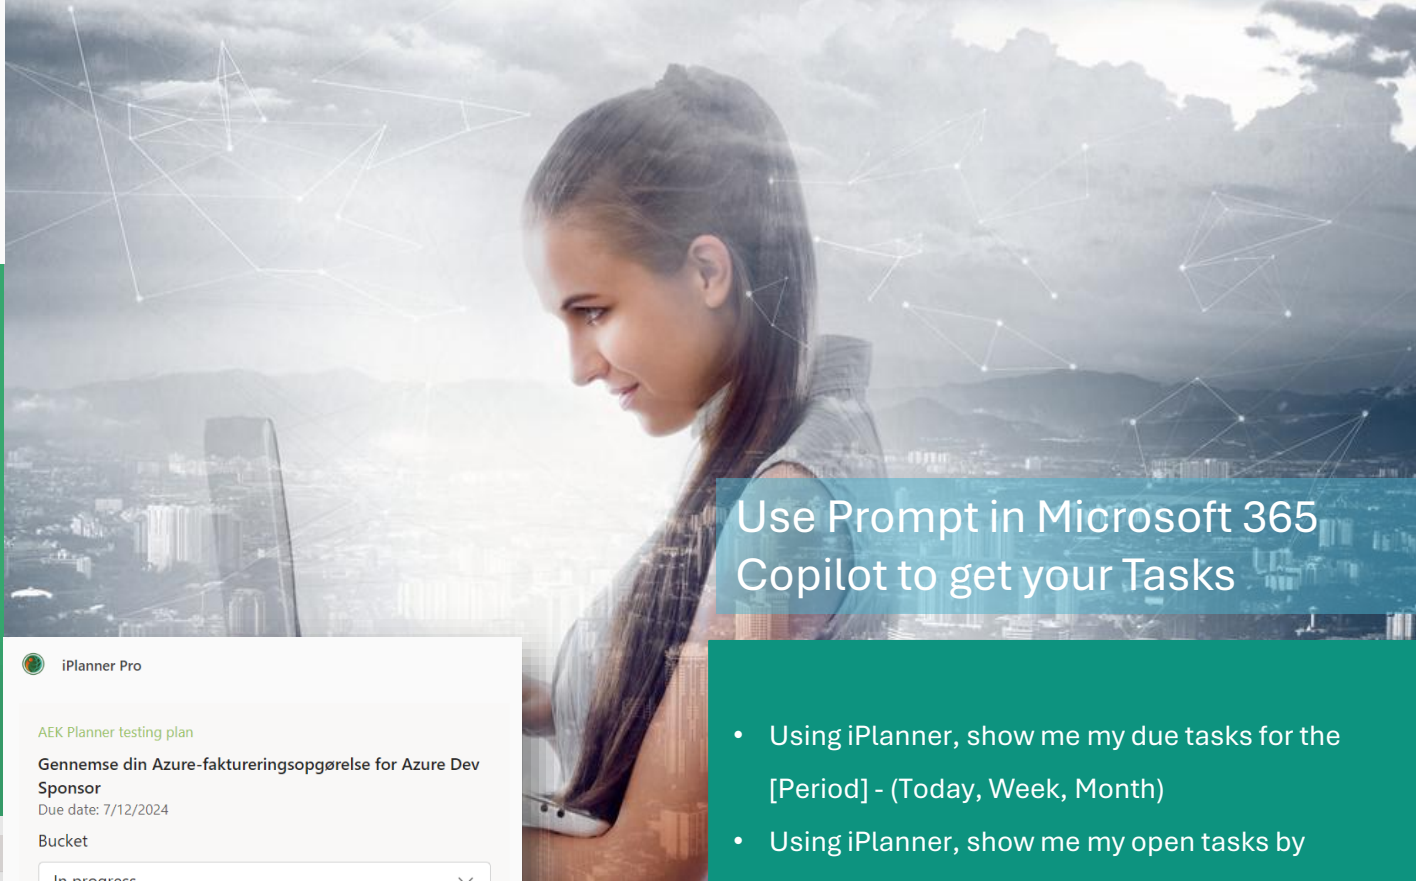 Use Prompt in Microsoft 365
Copilot to get your Tasks
iPlanner Pro
AEK Planner testing plan
Gennemse din Azure-faktureringsopgørelse for Azure Dev
Sponsor
Due date: 7/12/2024
Bucket
In progress
• Using iPlanner, show me my due tasks for the
[Period] - (Today, Week, Month)
• Using iPlanner, show me my open tasks by